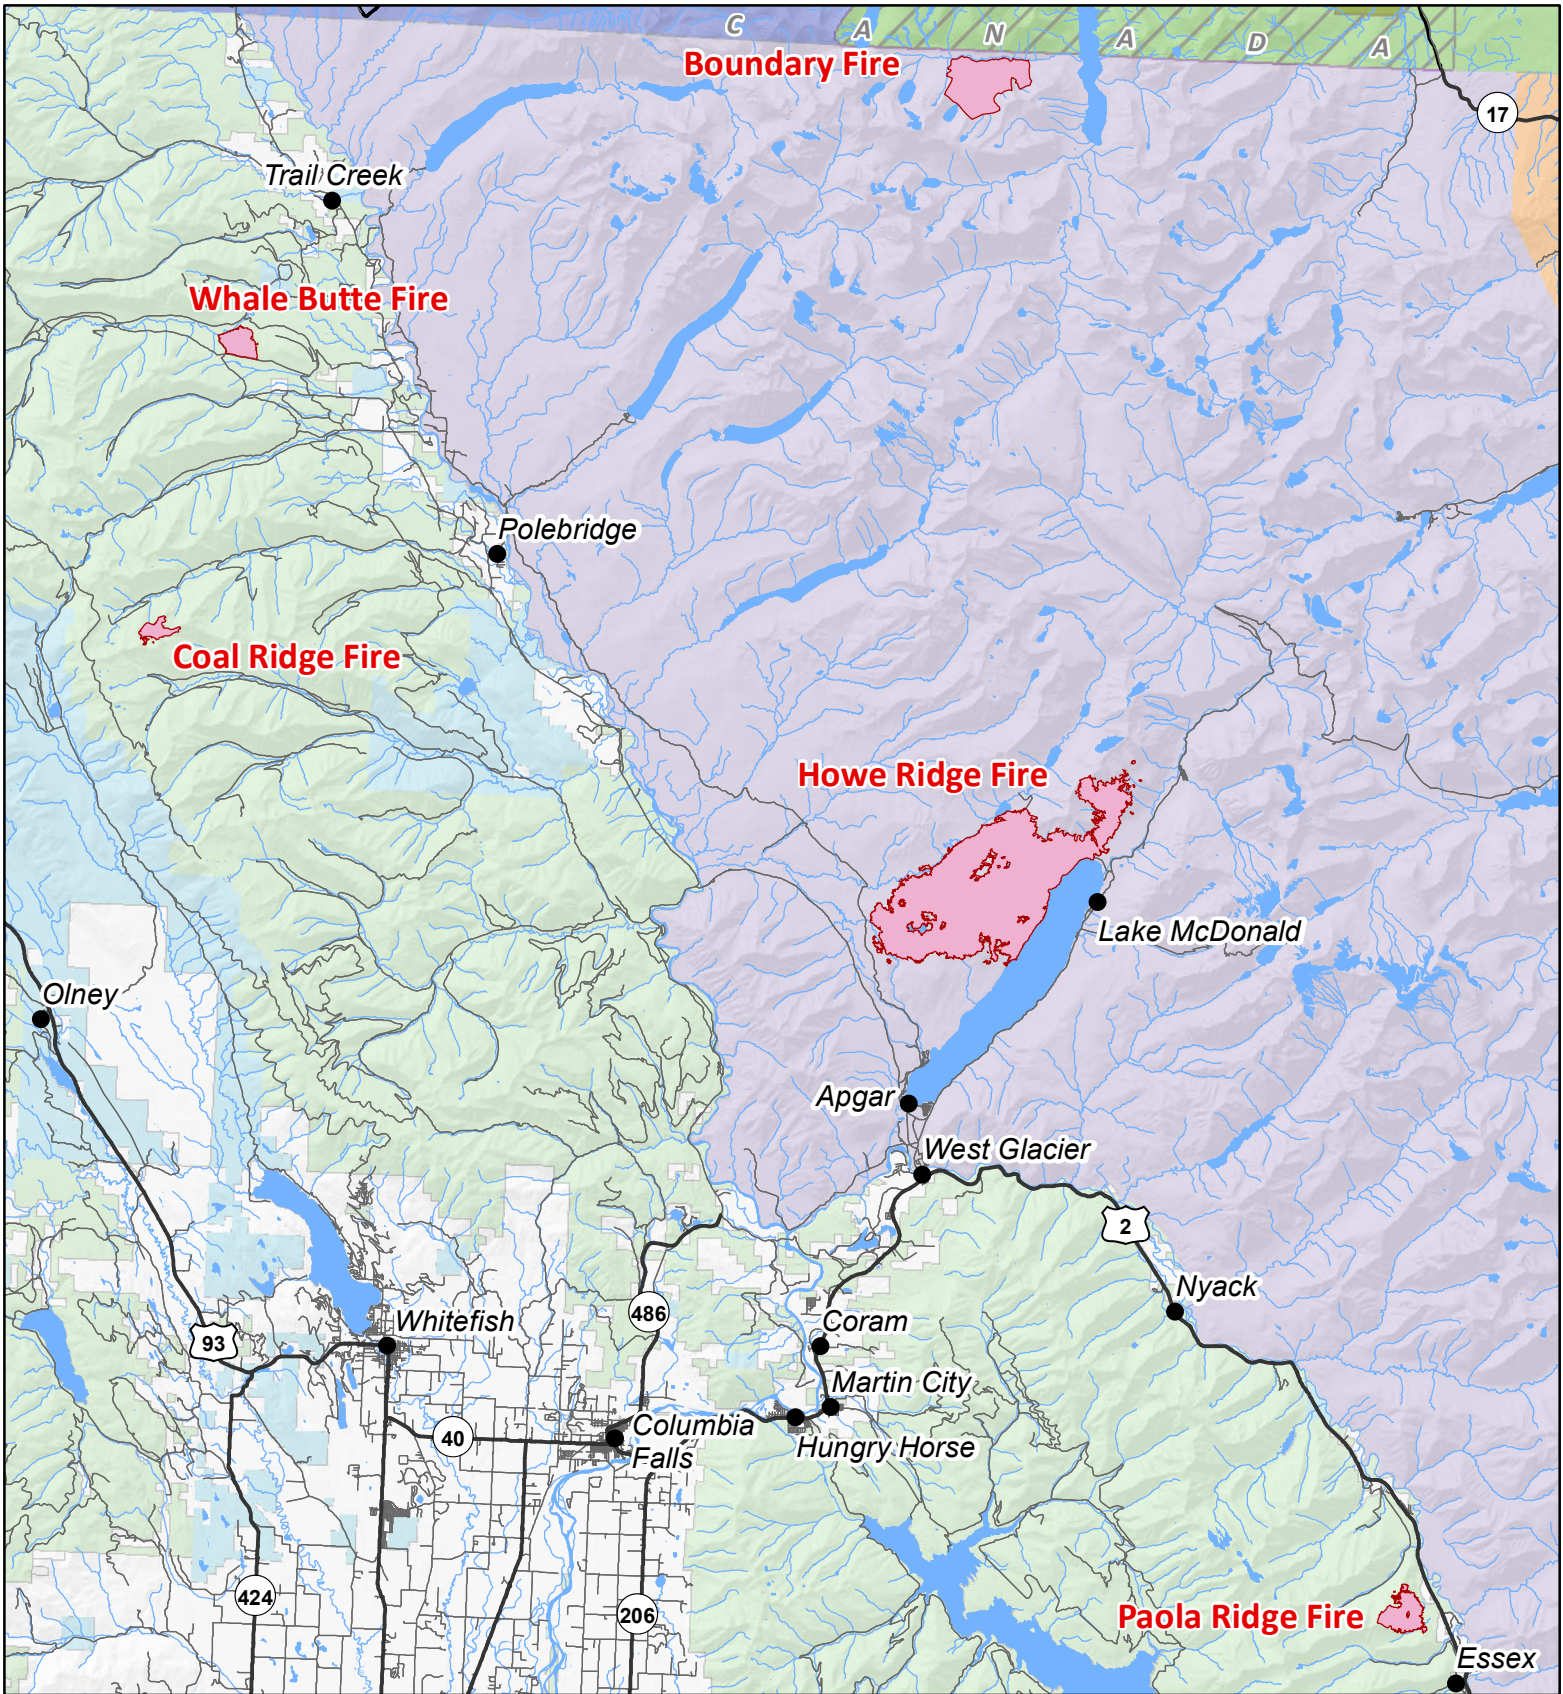 C A N A D A
Boundary Fire
17
Trail Creek
Whale Butte Fire
Polebridge
Coal Ridge Fire
Howe Ridge Fire
Lake McDonald
Olney
Apgar
West Glacier
2
Nyack
486
Whitefish
Coram
93
Martin City
Columbia
Falls
40
Hungry Horse
424
206
Paola Ridge Fire
Essex